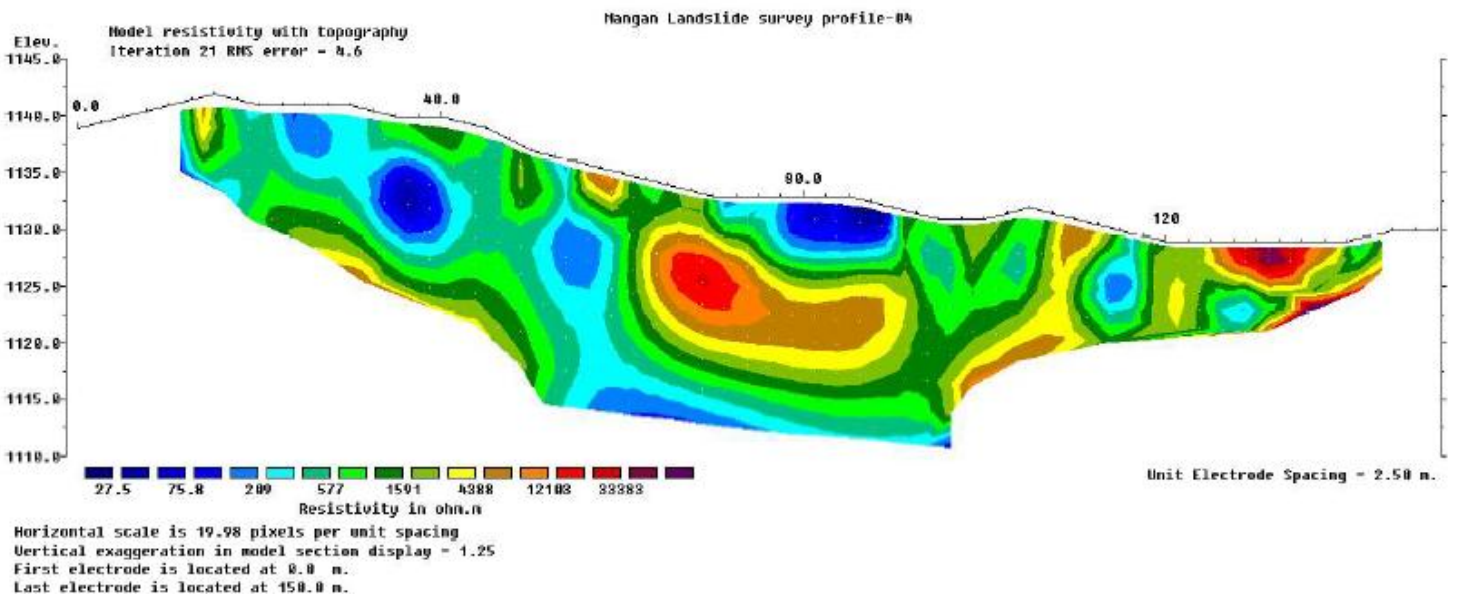 Mangan Landslide survey profile-04
Model resistivity with topography
Iteration 21 RMS error = 4.6
Elev.
1145.0
1140.0
1135.0
1130.0
1125.0
1120.0
1115.0
1110.0
0.0
40.0
80.0
120
27.5 75.8 209 577 1591 4388 12103 33383
Resistivity in ohm.m
Unit Electrode Spacing = 2.50 m.
Horizontal scale is 19.98 pixels per unit spacing
Vertical exaggeration in model section display = 1.25
First electrode is located at 0.0 m.
Last electrode is located at 150.0 m.